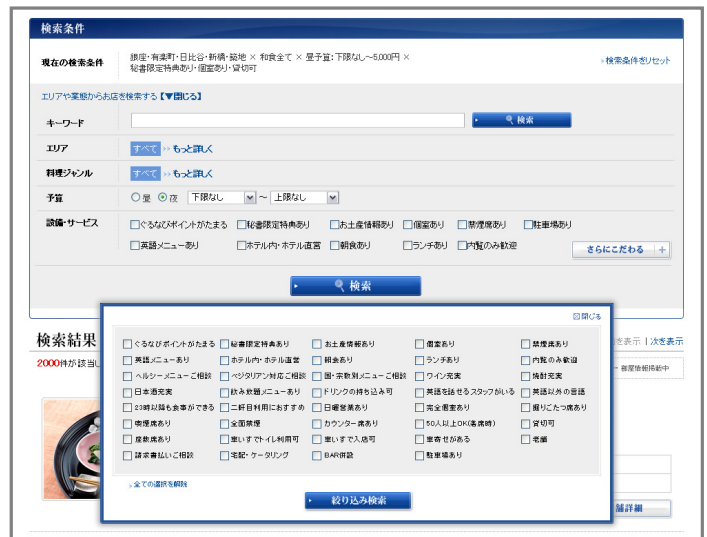 検索条件
現在の検索条件
銀座・有楽町・日比谷・新橋・築地 × 和食全て × 昼予算:下限なし～5,000円 ×
秘書限定特典あり・個室あり・貸切可
»検索条件をリセット
エリアや業態からお店を検索する【▼閉じる】
キーワード
検索
エリア すべて »もっと詳しく
料理ジャンル すべて »もっと詳しく
予算 昼 夜 下限なし ～ 上限なし
設備・サービス ぐるなびポイントがたまる 秘書限定特典あり お土産情報あり 個室あり 禁煙席あり 駐車場あり
英語メニューあり ホテル内・ホテル直営 朝食あり ランチあり 内覧のみ歓迎
さらにこだわる +
検索
閉じる
検索結果
を表示 | 次を表示
2000件が該当し
個室情報掲載中
ぐるなびポイントがたまる 秘書限定特典あり お土産情報あり 個室あり 禁煙席あり
英語メニューあり ホテル内・ホテル直営 朝食あり ランチあり 内覧のみ歓迎
ヘルシーメニューご相談 ベジタリアン対応ご相談 国・宗教別メニューご相談 ワイン充実 焼酎充実
日本酒充実 飲み放題メニューあり ドリンクの持ち込み可 英語を話せるスタッフがいる 英語以外の言語
23時以降も食事ができる 二軒目利用におすすめ 日曜営業あり 完全個室あり 掘りごたつ席あり
喫煙席あり 全面禁煙 カウンター席あり 50人以上OK(着席時) 貸切可
座敷席あり 車いすでトイレ利用可 車いすで入店可 車寄せがある 老舗
請求書払いご相談 宅配・ケータリング BAR併設 駐車場あり
»全ての選択を解除
絞り込み検索
舗詳細